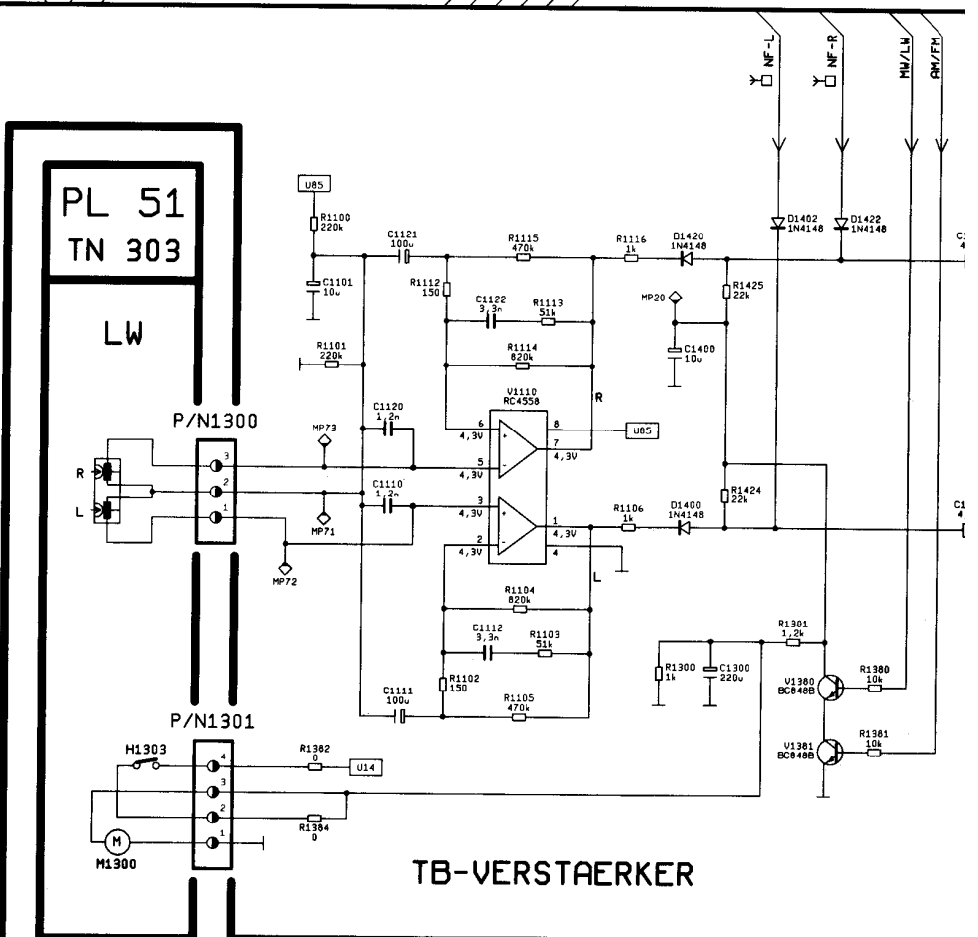 NF-L
NF-R
MW/LW
AM/FM
PL 51
TN 303
LW
U85
R1100
220k
C1101
10u
R1101
220k
C1121
100u
R1112
150
R1115
470k
C1122
3,3n
R1113
51k
R1114
820k
R1116
1k
D1420
1N4148
D1402
1N4148
D1422
1N4148
MP20
R1425
22k
C1400
10u
V1110
RC4558
R
P/N1300
MP73
C1120
1,2n
6
4,3V
5
4,3V
8
U85
7
4,3V
+
-
R
L
3
2
1
MP71
MP72
C1110
1,2n
3
4,3V
2
4,3V
1
4,3V
4
+
-
R1106
1k
D1400
1N4148
R1424
22k
L
R1104
820k
C1112
3,3n
R1103
51k
R1102
150
C1111
100u
R1105
470k
R1301
1,2k
R1300
1k
C1300
220u
V1380
BC848B
R1380
10k
V1381
BC848B
R1381
10k
P/N1301
H1303
4
3
2
1
R1382
0
U14
R1384
0
M
M1300
TB-VERSTAERKER